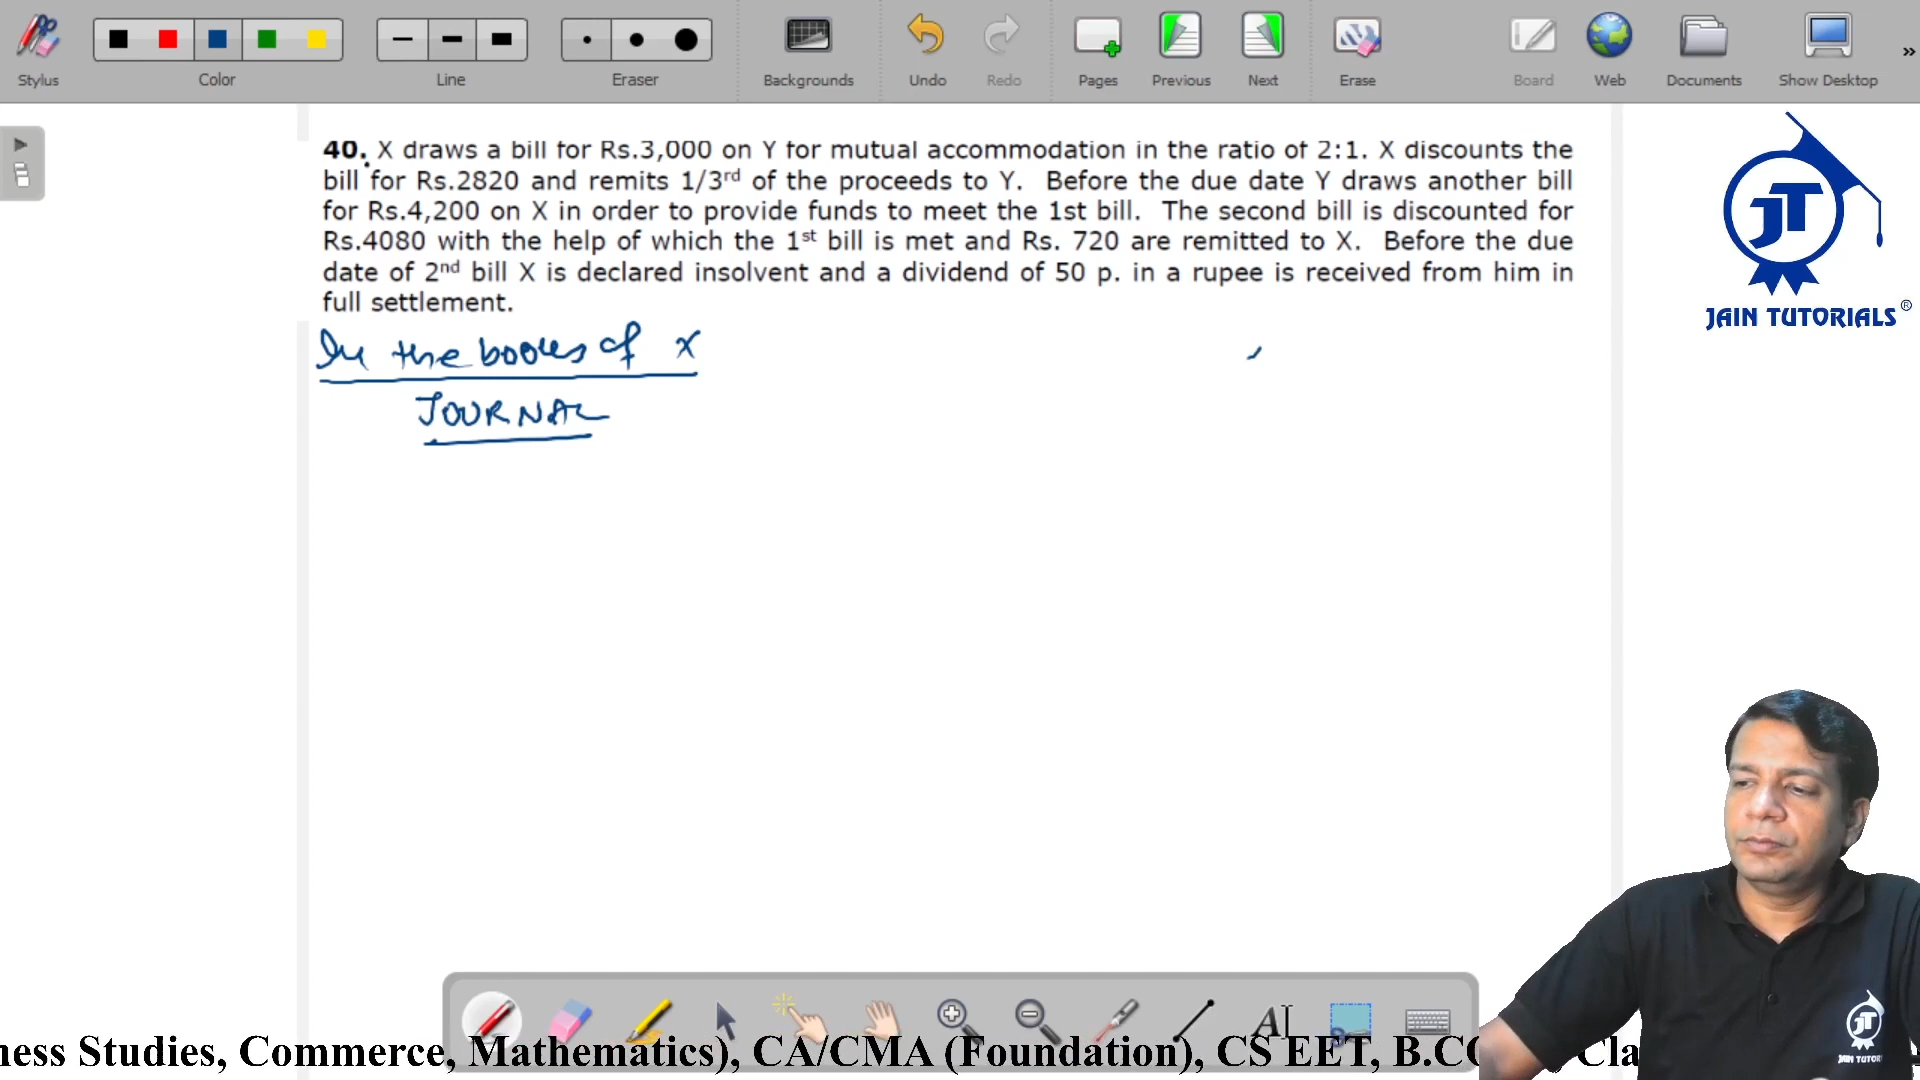 Stylus
Color
Line
Eraser
Backgrounds
Undo
Redo
Pages
Previous
Next
Erase
Board
Web
Documents
Show Desktop
40. X draws a bill for Rs.3,000 on Y for mutual accommodation in the ratio of 2:1. X discounts the
bill for Rs.2820 and remits 1/3rd of the proceeds to Y. Before the due date Y draws another bill
for Rs.4,200 on X in order to provide funds to meet the 1st bill. The second bill is discounted for
Rs.4080 with the help of which the 1st bill is met and Rs. 720 are remitted to X. Before the due
date of 2nd bill X is declared insolvent and a dividend of 50 p. in a rupee is received from him in
full settlement.
JT
JAIN TUTORIALS®
In the books of X
JOURNAL
JT
JAIN TUTOR
ness Studies, Commerce, Mathematics), CA/CMA (Foundation), CS EET, B.CO Cla